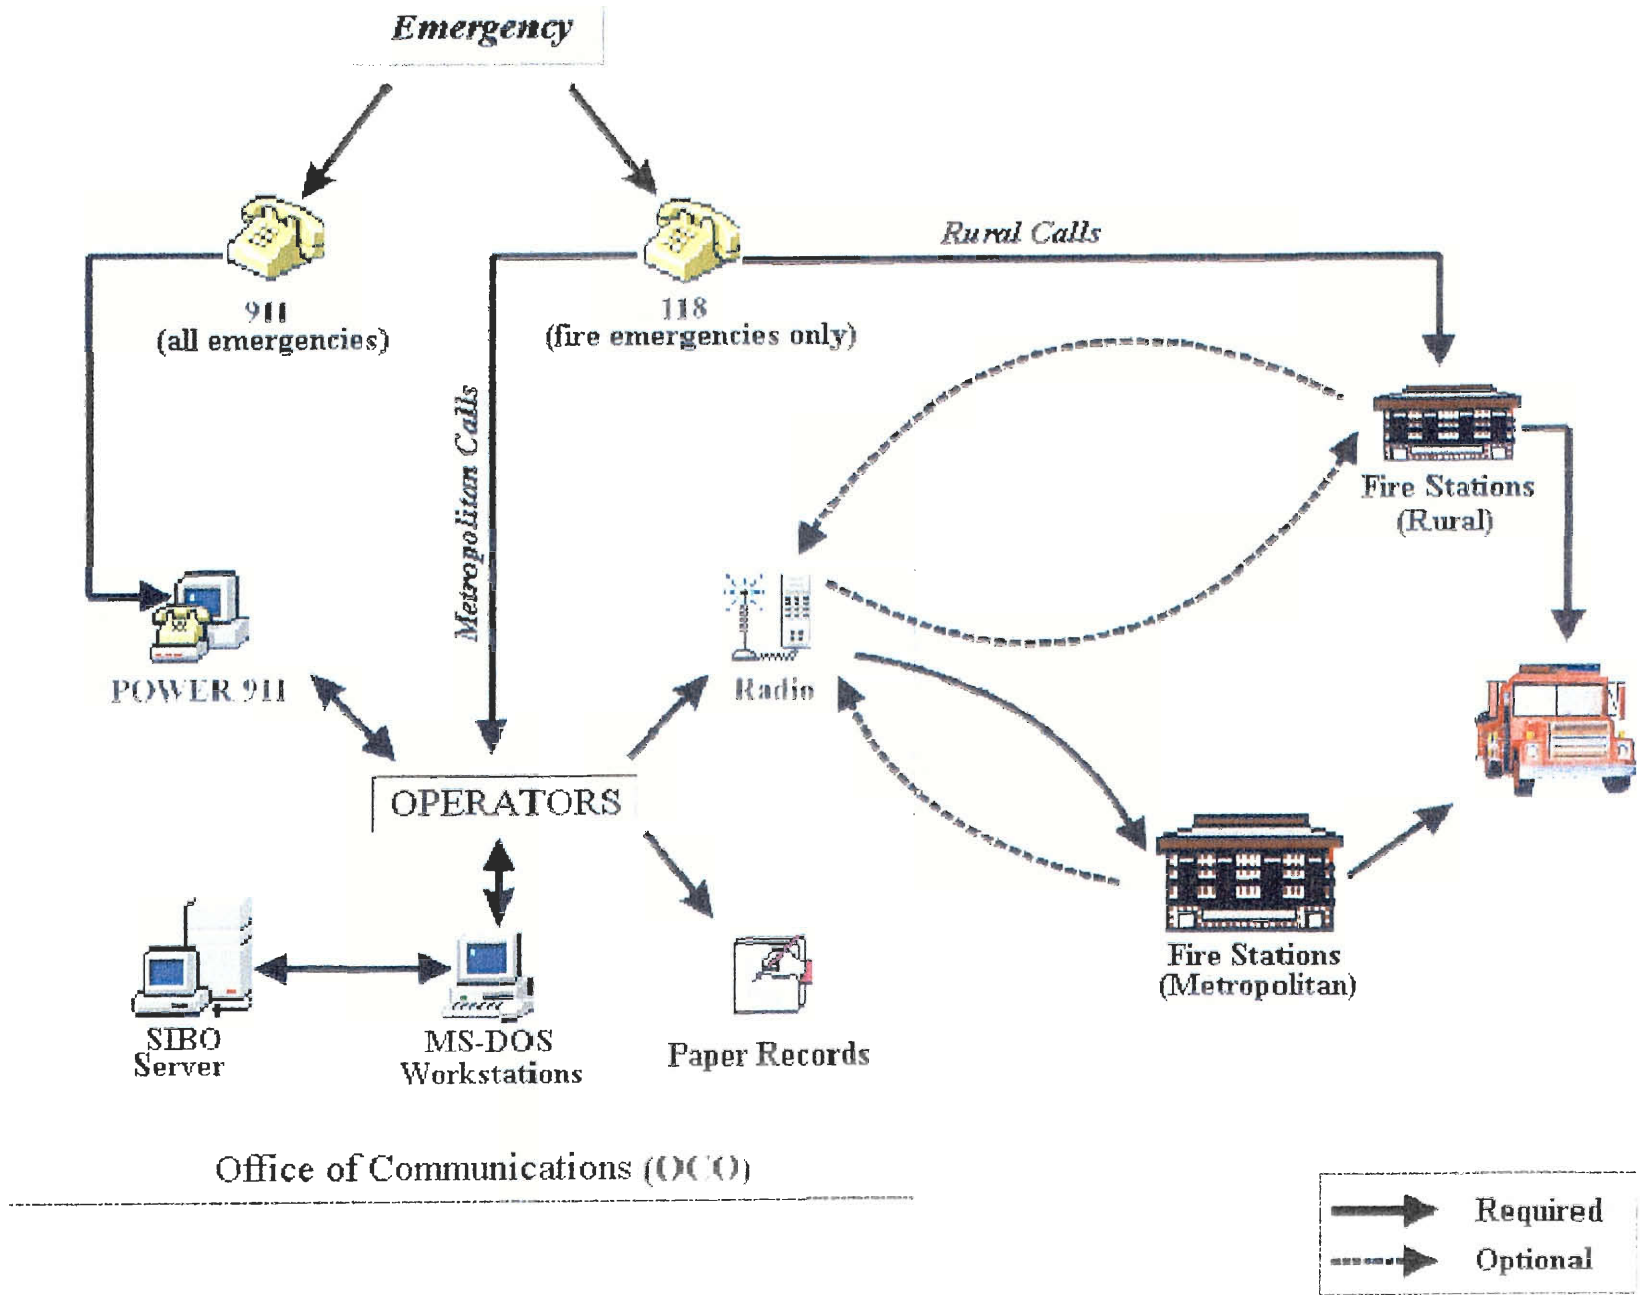 Emergency
911
(all emergencies)
118
(fire emergencies only)
Rural Calls
Metropolitan Calls
Fire Stations
(Rural)
POWER 911
Radio
OPERATORS
Fire Stations
(Metropolitan)
SIBO
Server
MS-DOS
Workstations
Paper Records
Office of Communications (OCO)
Required
Optional